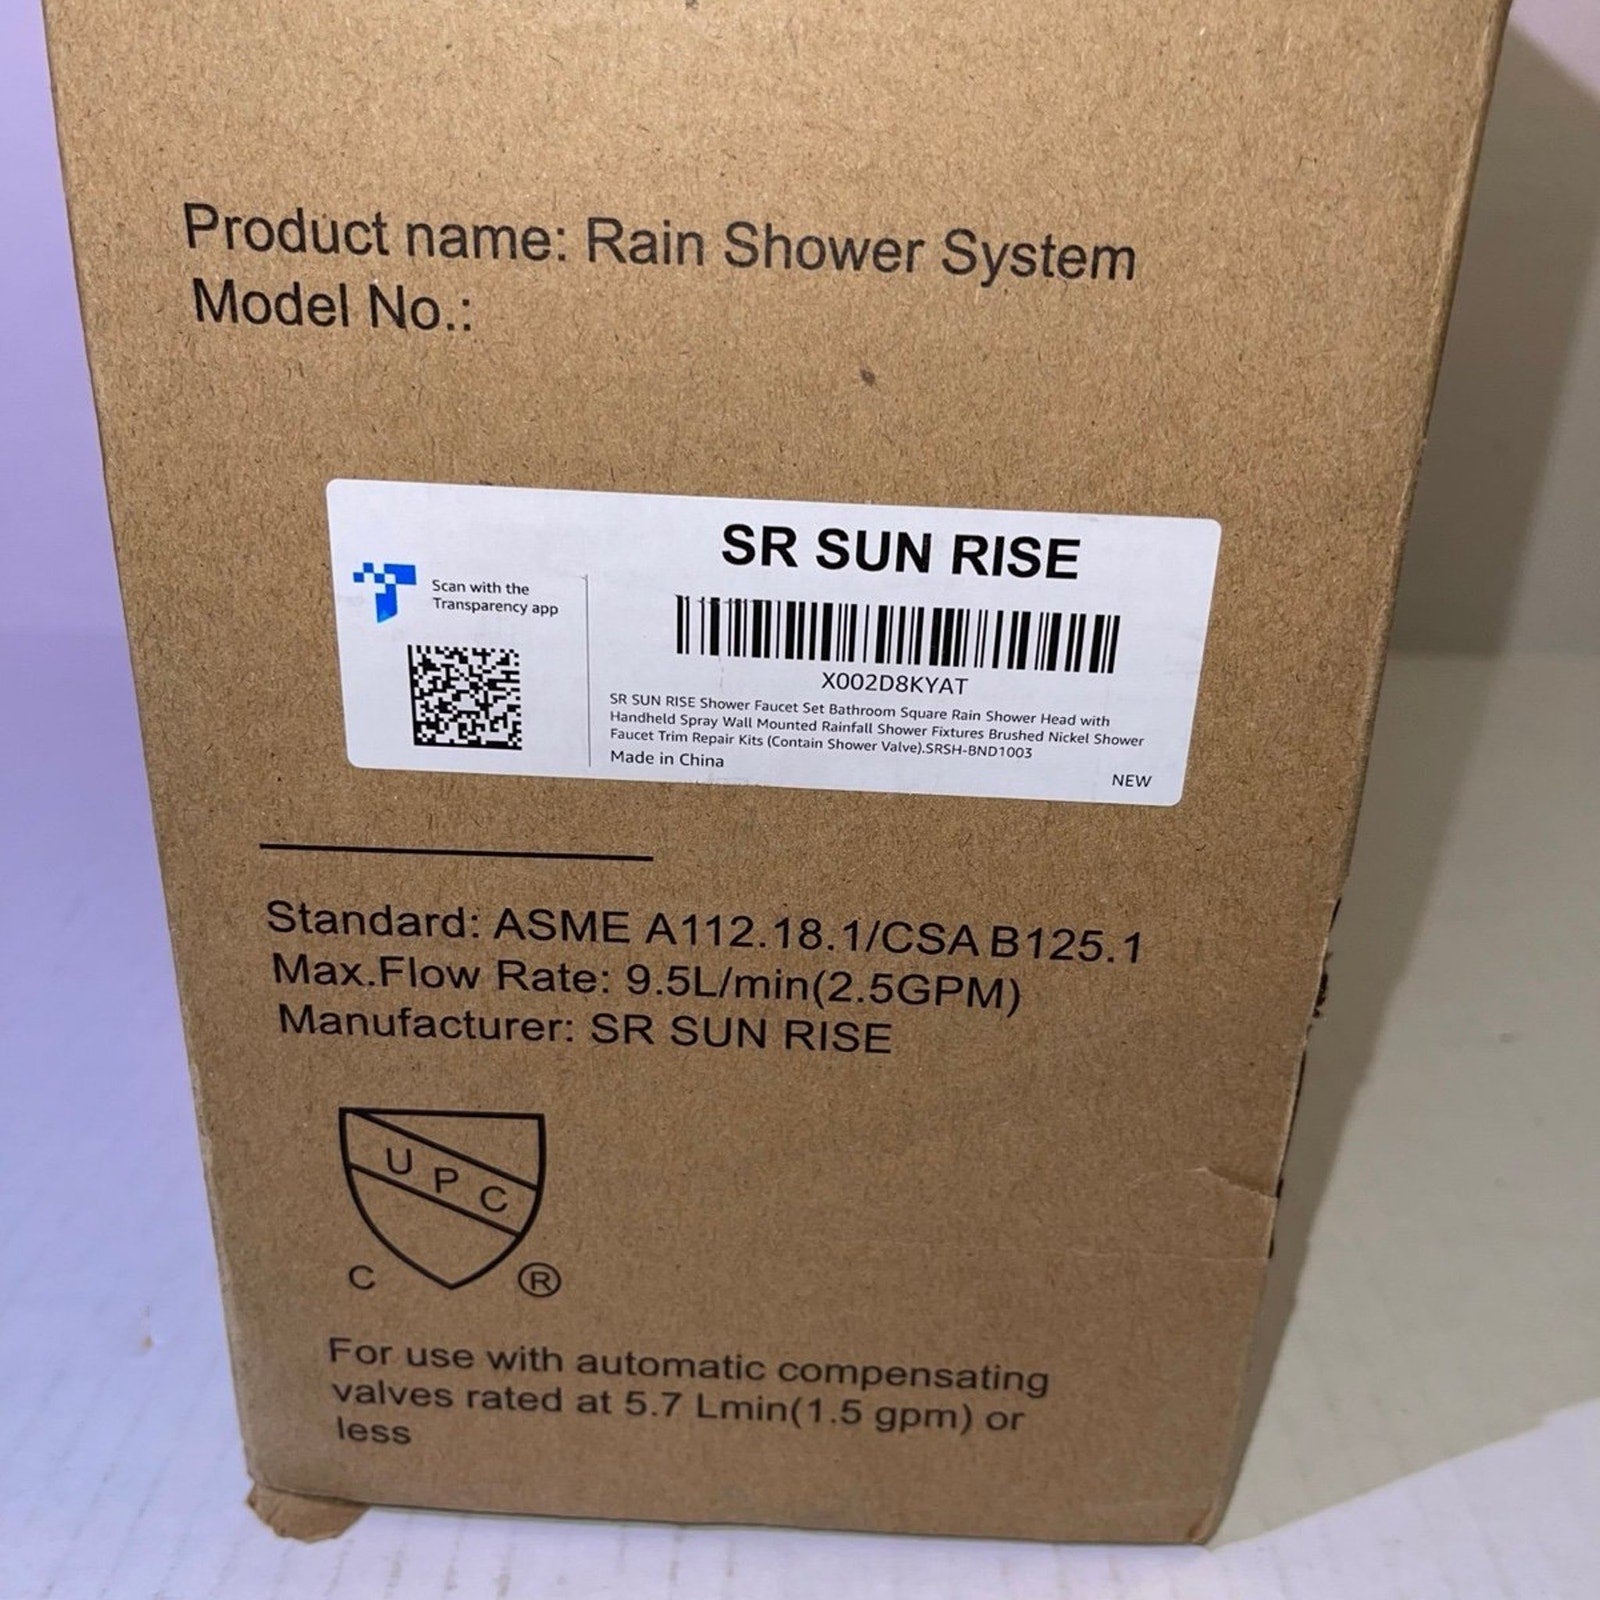 Product name: Rain Shower System
Model No.:
SR SUN RISE
Scan with the
Transparency app
X002D8KYAT
SR SUN RISE Shower Faucet Set Bathroom Square Rain Shower Head with
Handheld Spray Wall Mounted Rainfall Shower Fixtures Brushed Nickel Shower
Faucet Trim Repair Kits (Contain Shower Valve).SRSH-BND1003
Made in China
NEW
Standard: ASME A112.18.1/CSA B125.1
Max.Flow Rate: 9.5L/min(2.5GPM)
Manufacturer: SR SUN RISE
U P C
C ®
For use with automatic compensating
valves rated at 5.7 Lmin(1.5 gpm) or
less